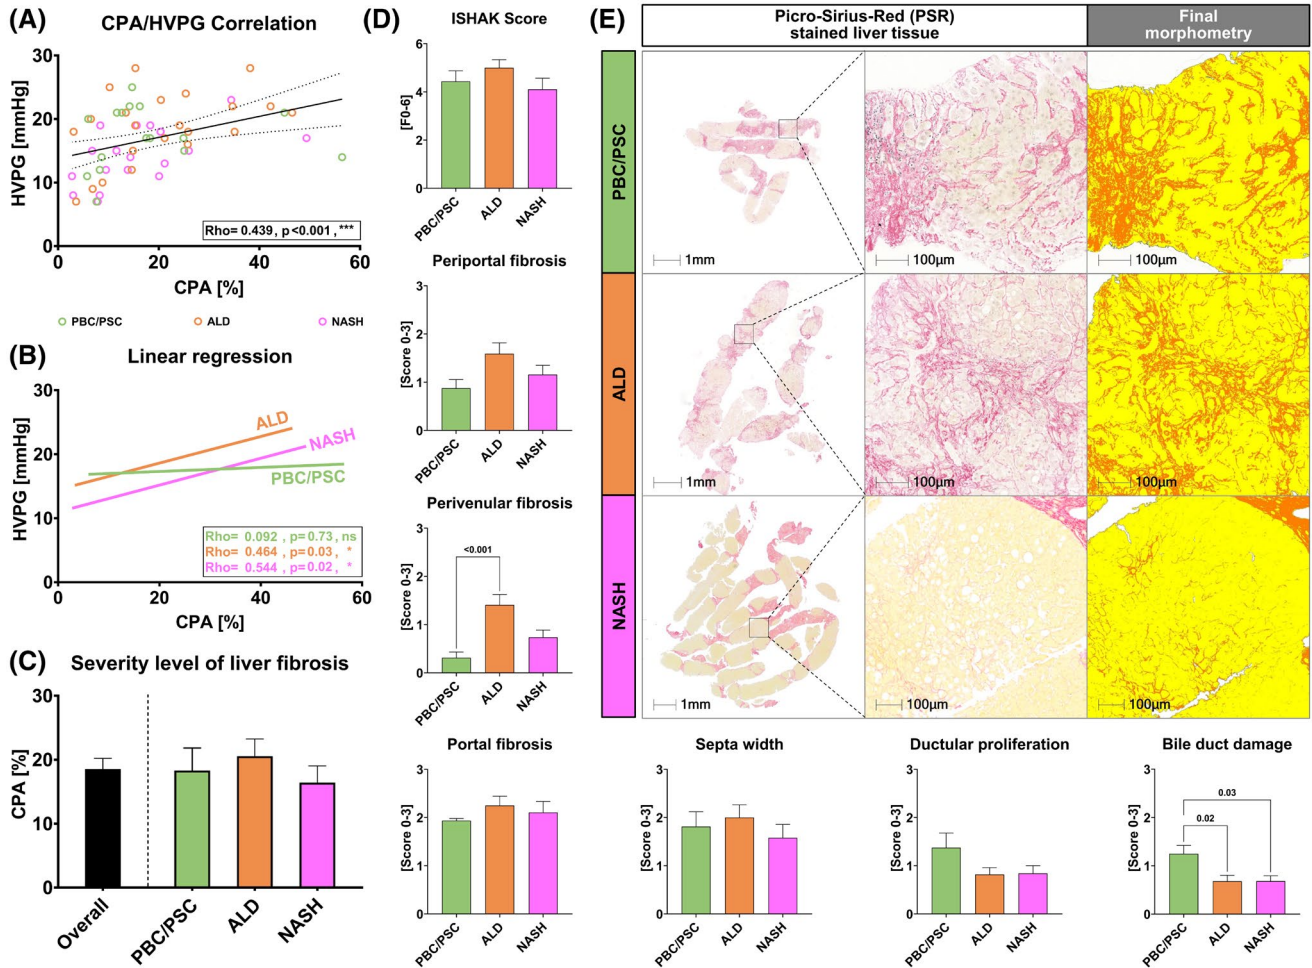 (A)
CPA/HVPG Correlation
HVPG [mmHg]
30
20
10
0
0
20
40
60
Rho= 0.439 , p <0.001 , ***
CPA [%]
PBC/PSC
ALD
NASH
(B)
Linear regression
HVPG [mmHg]
30
20
10
0
0
20
40
60
ALD
NASH
PBC/PSC
Rho= 0.092 , p= 0.73, ns
Rho= 0.464 , p= 0.03, *
Rho= 0.544 , p= 0.02, *
CPA [%]
(C)
Severity level of liver fibrosis
CPA [%]
30
20
10
0
Overall
PBC/PSC
ALD
NASH
(D)
ISHAK Score
[F0-6]
6
4
2
0
PBC/PSC
ALD
NASH
Periportal fibrosis
[Score 0-3]
3
2
1
0
PBC/PSC
ALD
NASH
Perivenular fibrosis
[Score 0-3]
3
2
1
0
<0.001
PBC/PSC
ALD
NASH
Portal fibrosis
[Score 0-3]
3
2
1
0
PBC/PSC
ALD
NASH
Septa width
[Score 0-3]
3
2
1
0
PBC/PSC
ALD
NASH
Ductular proliferation
[Score 0-3]
3
2
1
0
PBC/PSC
ALD
NASH
Bile duct damage
[Score 0-3]
3
2
1
0
0.03
0.02
PBC/PSC
ALD
NASH
(E)
Picro-Sirius-Red (PSR)
stained liver tissue
Final
morphometry
PBC/PSC
1mm
100µm
100µm
ALD
1mm
100µm
100µm
NASH
1mm
100µm
100µm